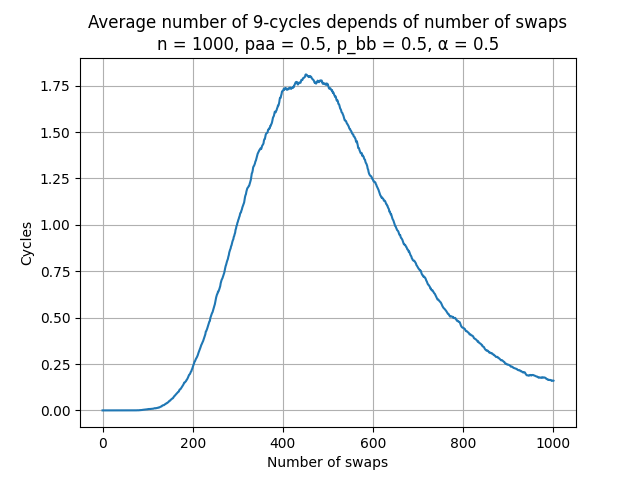 Average number of 9-cycles depends of number of swaps
n = 1000, paa = 0.5, p_bb = 0.5, α = 0.5
1.75
1.50
1.25
1.00
0.75
0.50
0.25
0.00
Cycles
0 200 400 600 800 1000
Number of swaps